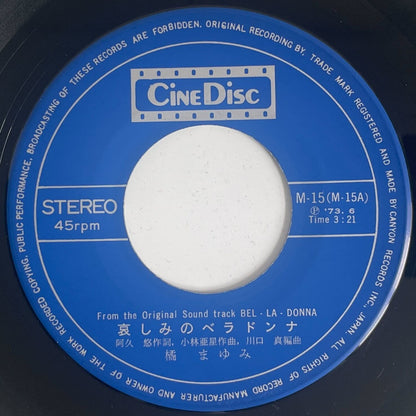 CINEDISC
STEREO
45rpm
M-15(M-15A)
Ⓟ '73. 6
Time 3:21
From the Original Sound track BEL - LA - DONNA
哀しみのベラドンナ
阿久 悠作詞、小林亜星作曲、川口 真編曲
橘 まゆみ
ALL RIGHTS OF RECORD MANUFACTURER AND OWNER OF THE WORK RECORDED COPYING, PUBLIC PERFORMANCE, BROADCASTING OF THESE RECORDS ARE FORBIDDEN. ORIGINAL RECORDING BY, TRADE MARK REGISTERED AND MADE BY CANYON RECORDS INC. JAPAN.